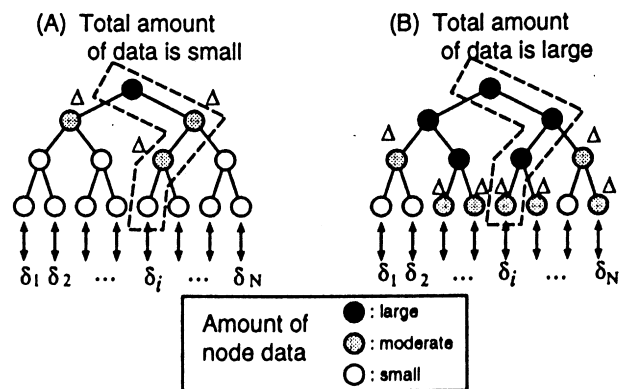 (A) Total amount
of data is small
(B) Total amount
of data is large
Δ Δ
Δ
Δ Δ
Δ Δ Δ Δ Δ
δ1 δ2 ... δi ... δN
δ1 δ2 ... δi ... δN
Amount of
node data
: large
: moderate
: small